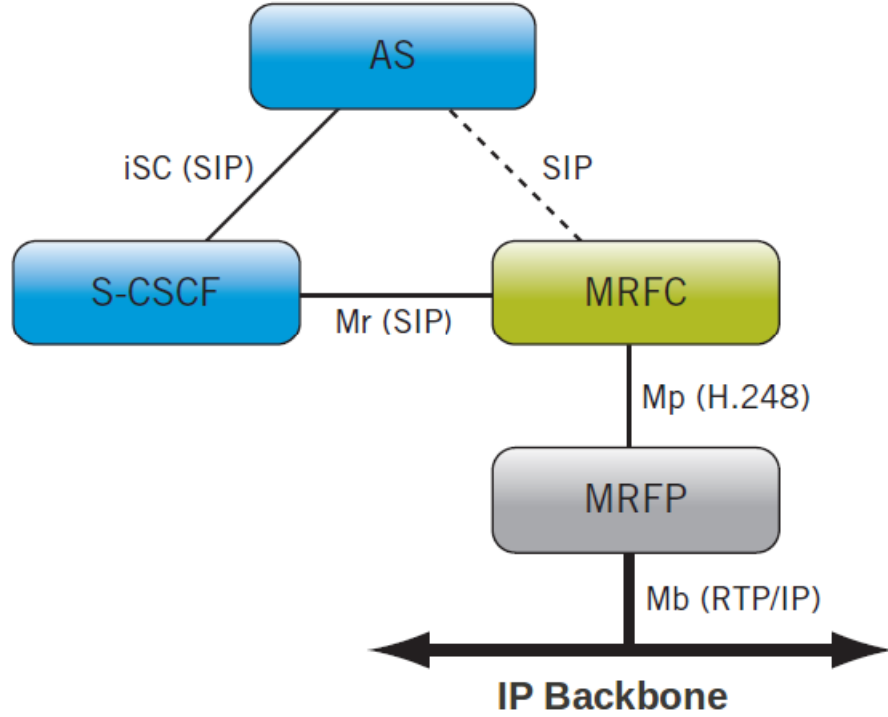 AS
iSC (SIP)
SIP
S-CSCF
MRFC
Mr (SIP)
Mp (H.248)
MRFP
Mb (RTP/IP)
IP Backbone